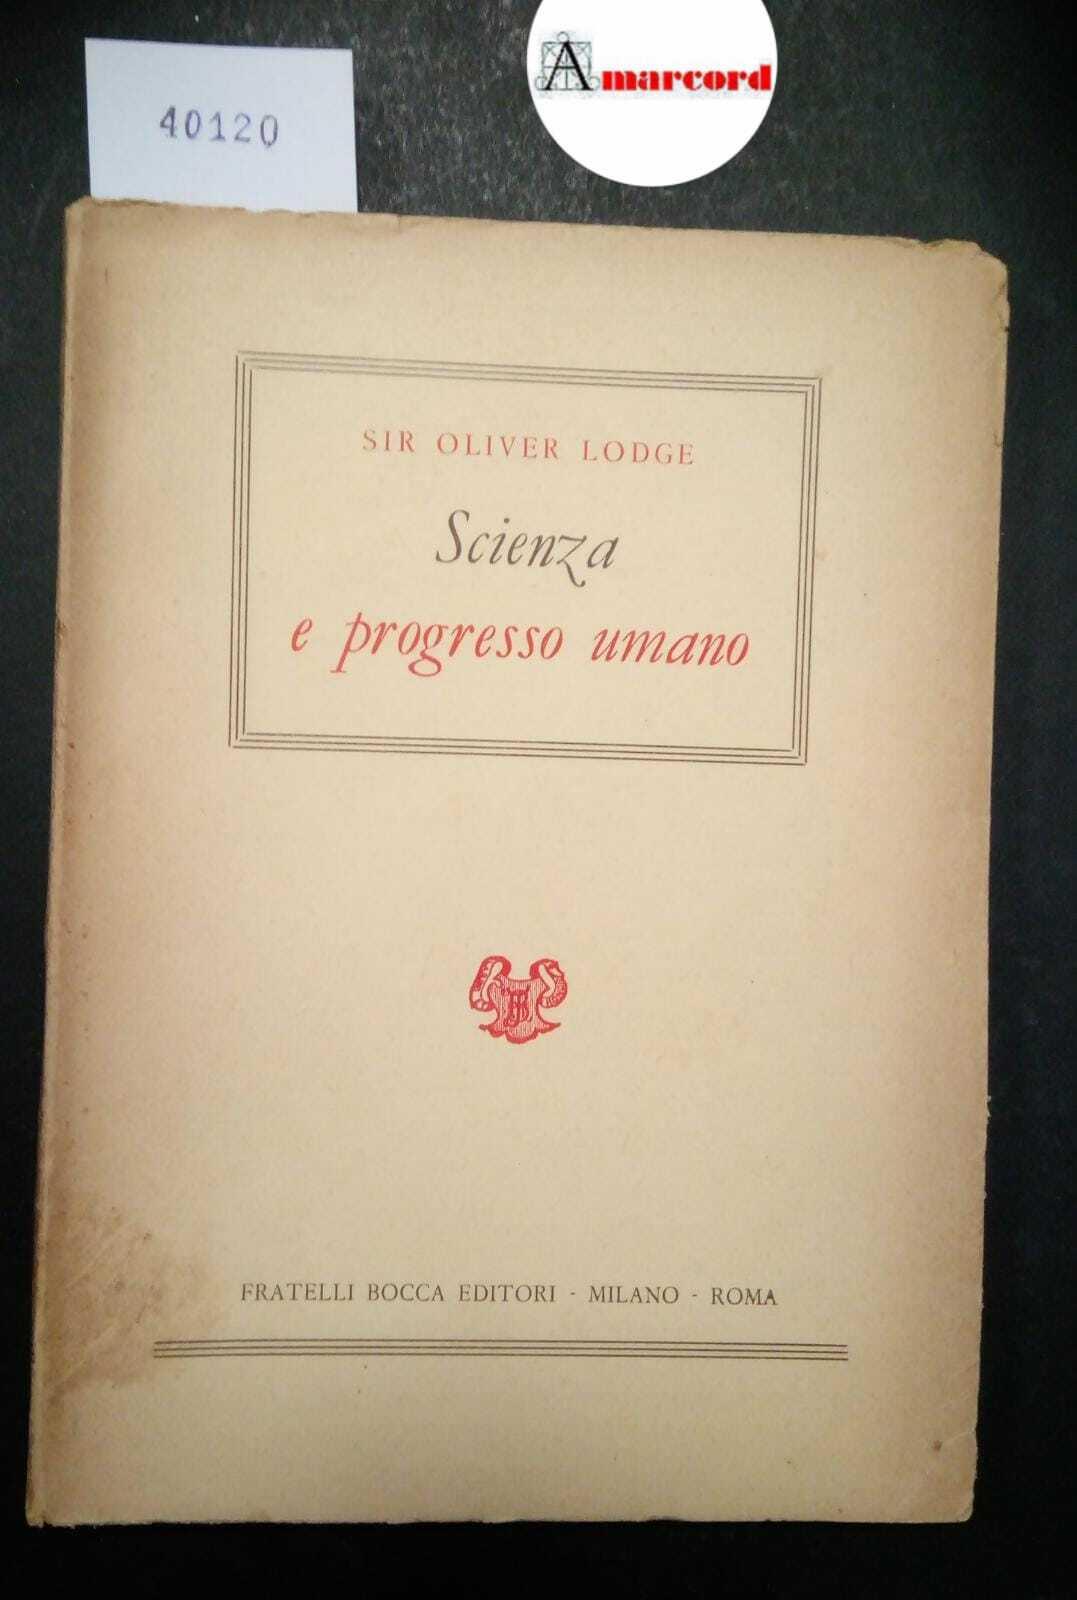 Amarcord
40120
SIR OLIVER LODGE
Scienza
e progresso umano
FRATELLI BOCCA EDITORI - MILANO - ROMA